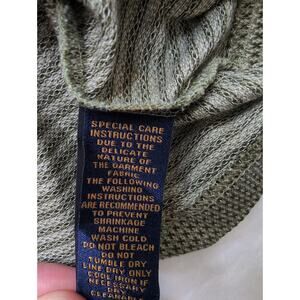 SPECIAL CARE
INSTRUCTIONS
DUE TO THE
DELICATE
NATURE OF
THE GARMENT
FABRIC
THE FOLLOWING
WASHING
INSTRUCTIONS
ARE RECOMMENDED
TO PREVENT
SHRINKAGE
MACHINE
WASH COLD
DO NOT BLEACH
DO NOT
TUMBLE DRY
LINE DRY ONLY
COOL IRON IF
NECESSARY
DRY
CLEANABLE